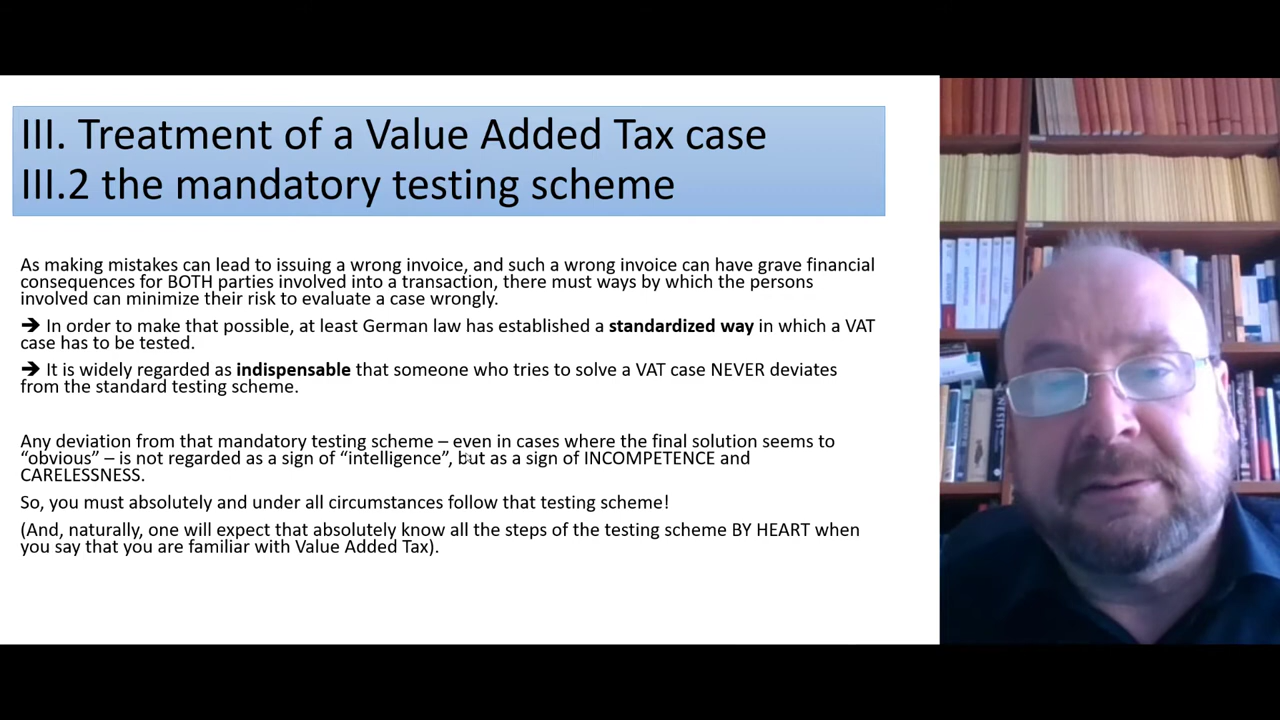 III. Treatment of a Value Added Tax case
III.2 the mandatory testing scheme
As making mistakes can lead to issuing a wrong invoice, and such a wrong invoice can have grave financial
consequences for BOTH parties involved into a transaction, there must ways by which the persons
involved can minimize their risk to evaluate a case wrongly.
➔ In order to make that possible, at least German law has established a standardized way in which a VAT
case has to be tested.
➔ It is widely regarded as indispensable that someone who tries to solve a VAT case NEVER deviates
from the standard testing scheme.
Any deviation from that mandatory testing scheme – even in cases where the final solution seems to
“obvious” – is not regarded as a sign of “intelligence”, but as a sign of INCOMPETENCE and
CARELESSNESS.
So, you must absolutely and under all circumstances follow that testing scheme!
(And, naturally, one will expect that absolutely know all the steps of the testing scheme BY HEART when
you say that you are familiar with Value Added Tax).